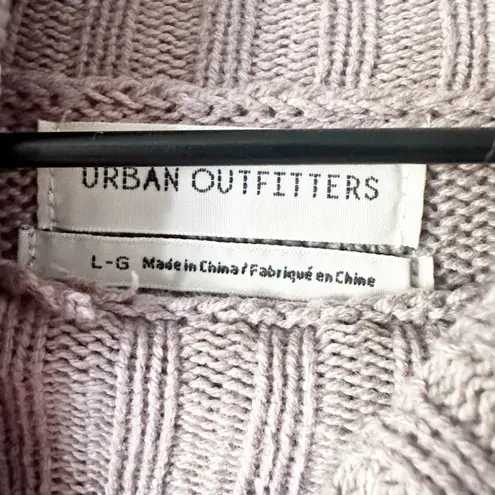 URBAN OUTFITTERS
L-G Made in China / Fabriqué en Chine